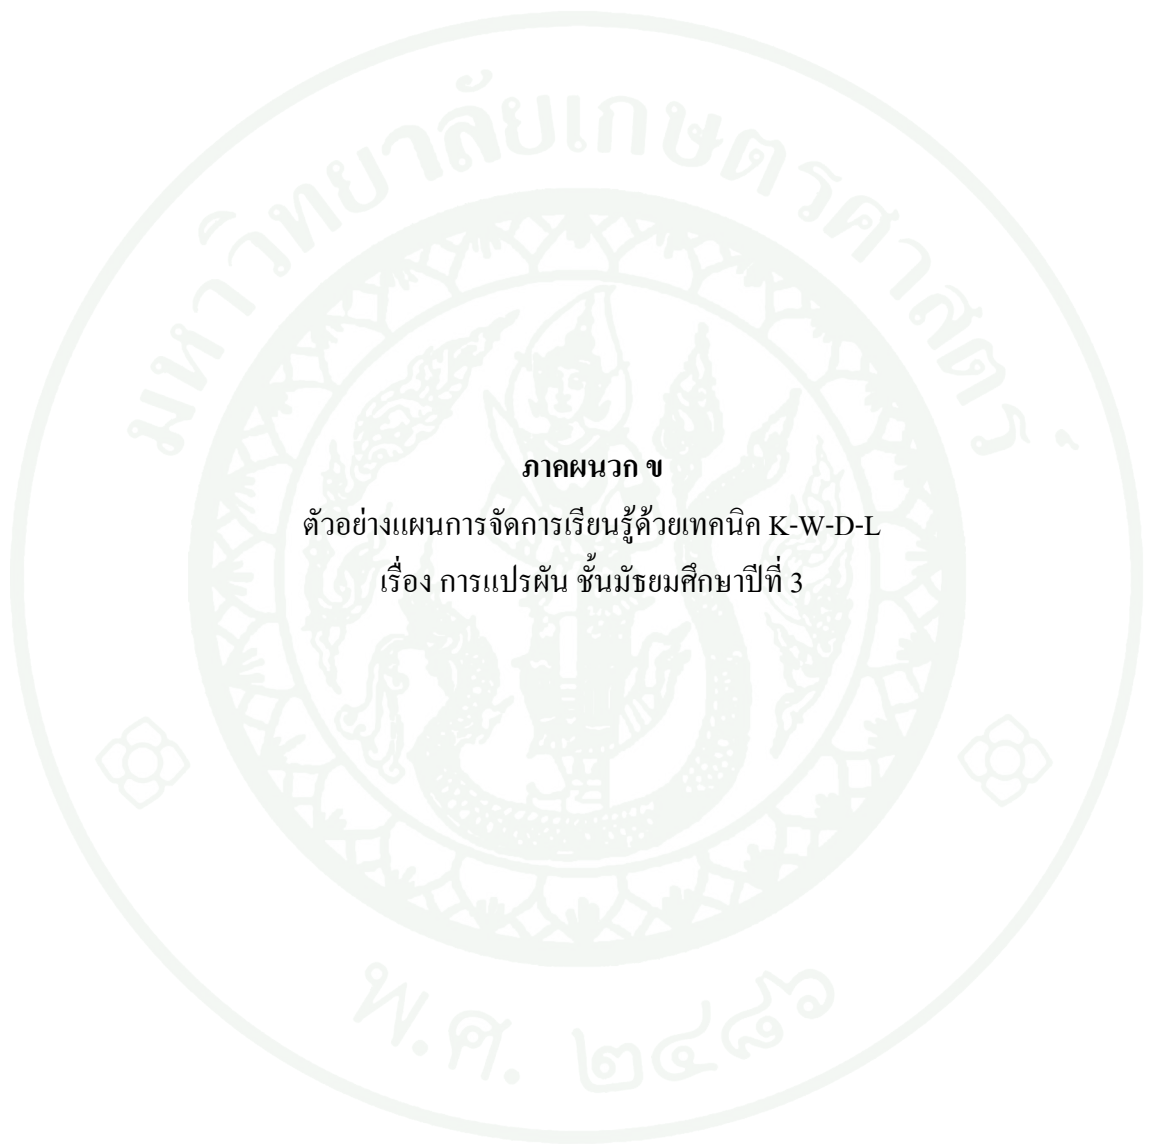 มหาวิทยาลัยเกษตรศาสตร์
ภาคผนวก ข
ตัวอย่างแผนการจัดการเรียนรู้ด้วยเทคนิค K-W-D-L
เรื่อง การแปรผัน ชั้นมัธยมศึกษาปีที่ 3
พ.ศ. ๒๔๘๖